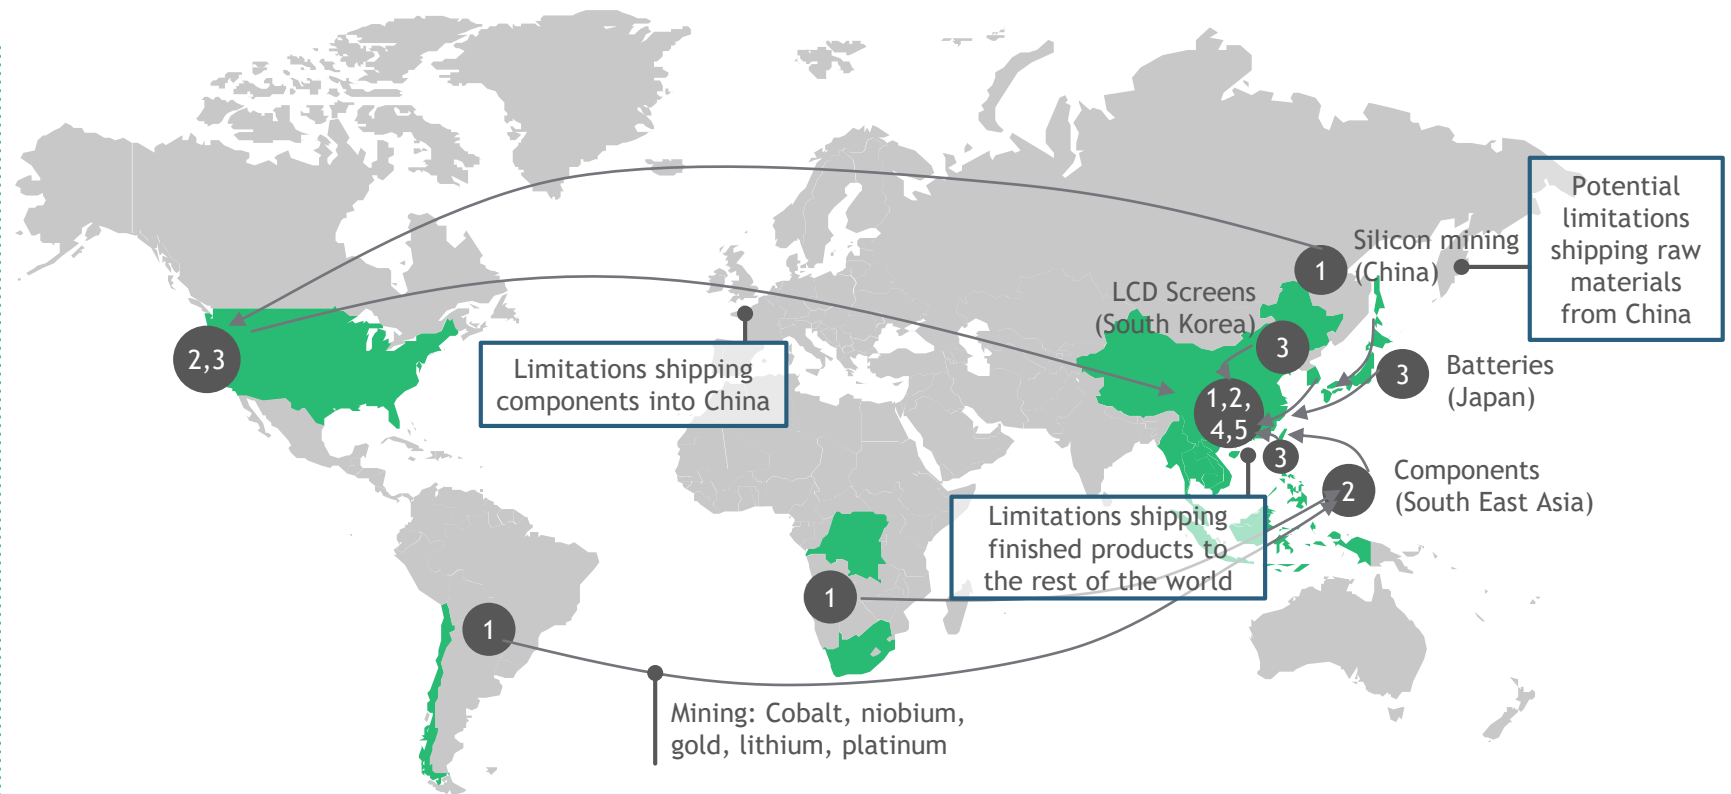 Potential
limitations
shipping raw
materials
from China
Silicon mining
(China)
1
LCD Screens
(South Korea)
3
2,3
Limitations shipping
components into China
Batteries
(Japan)
3
1,2,
4,5
3
Components
(South East Asia)
2
Limitations shipping
finished products to
the rest of the world
1
1
Mining: Cobalt, niobium,
gold, lithium, platinum